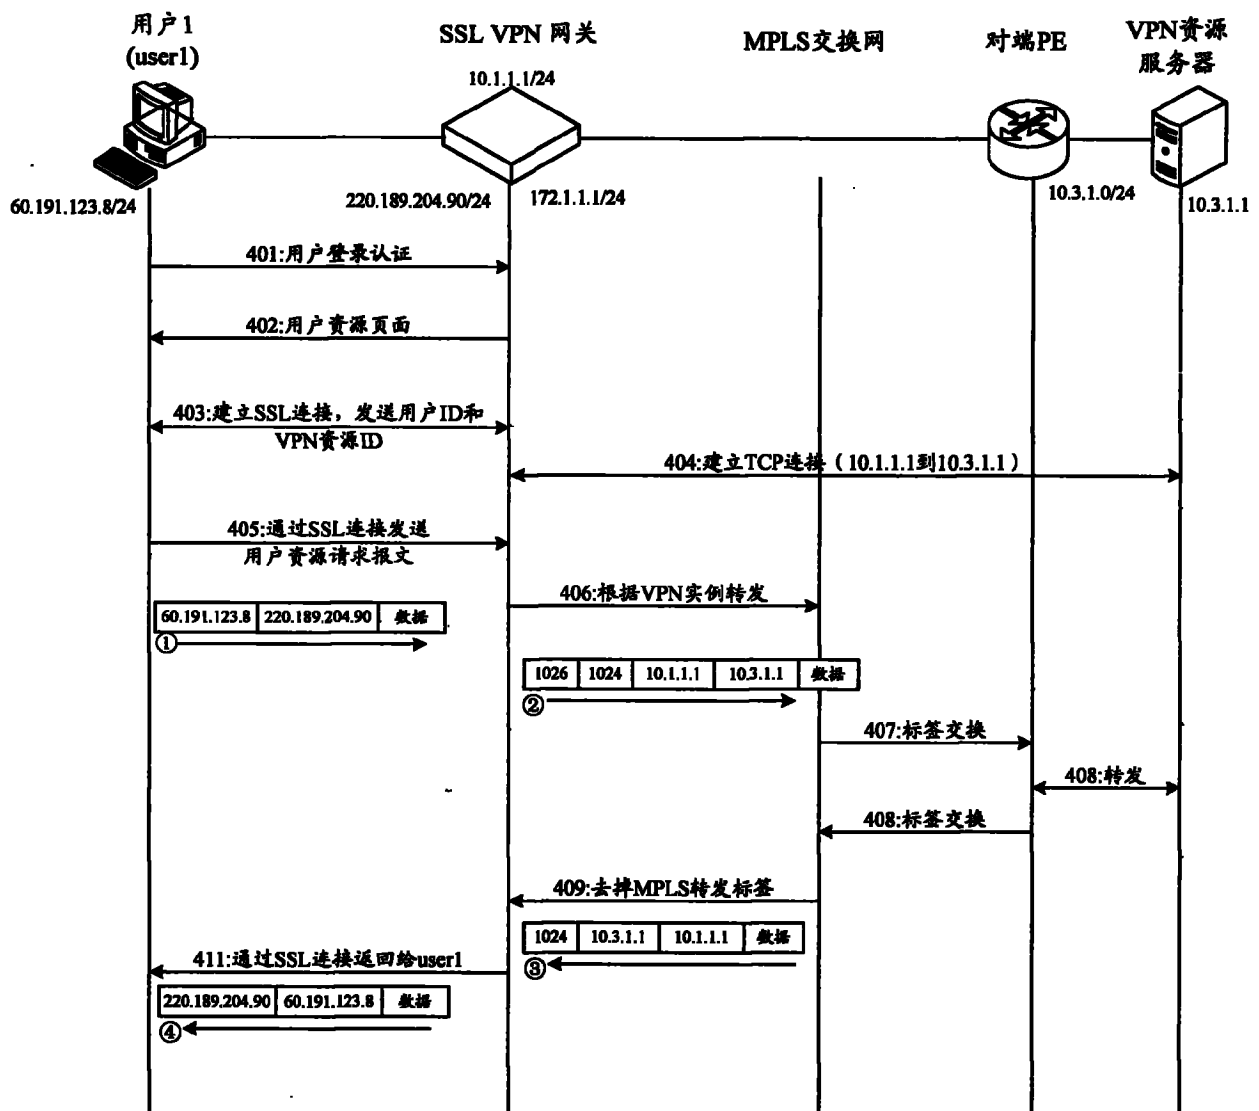 用户1
(user1)
SSL VPN 网关
MPLS交换网
对端PE
VPN资源
服务器
10.1.1.1/24
60.191.123.8/24
220.189.204.90/24
172.1.1.1/24
10.3.1.0/24
10.3.1.1
401:用户登录认证
402:用户资源页面
403:建立SSL连接，发送用户ID和
VPN资源ID
404:建立TCP连接（10.1.1.1到10.3.1.1）
405:通过SSL连接发送
用户资源请求报文
406:根据VPN实例转发
60.191.123.8 220.189.204.90 数据
①
1026 1024 10.1.1.1 10.3.1.1 数据
②
407:标签交换
408:转发
408:标签交换
409:去掉MPLS转发标签
1024 10.3.1.1 10.1.1.1 数据
③
411:通过SSL连接返回给user1
220.189.204.90 60.191.123.8 数据
④